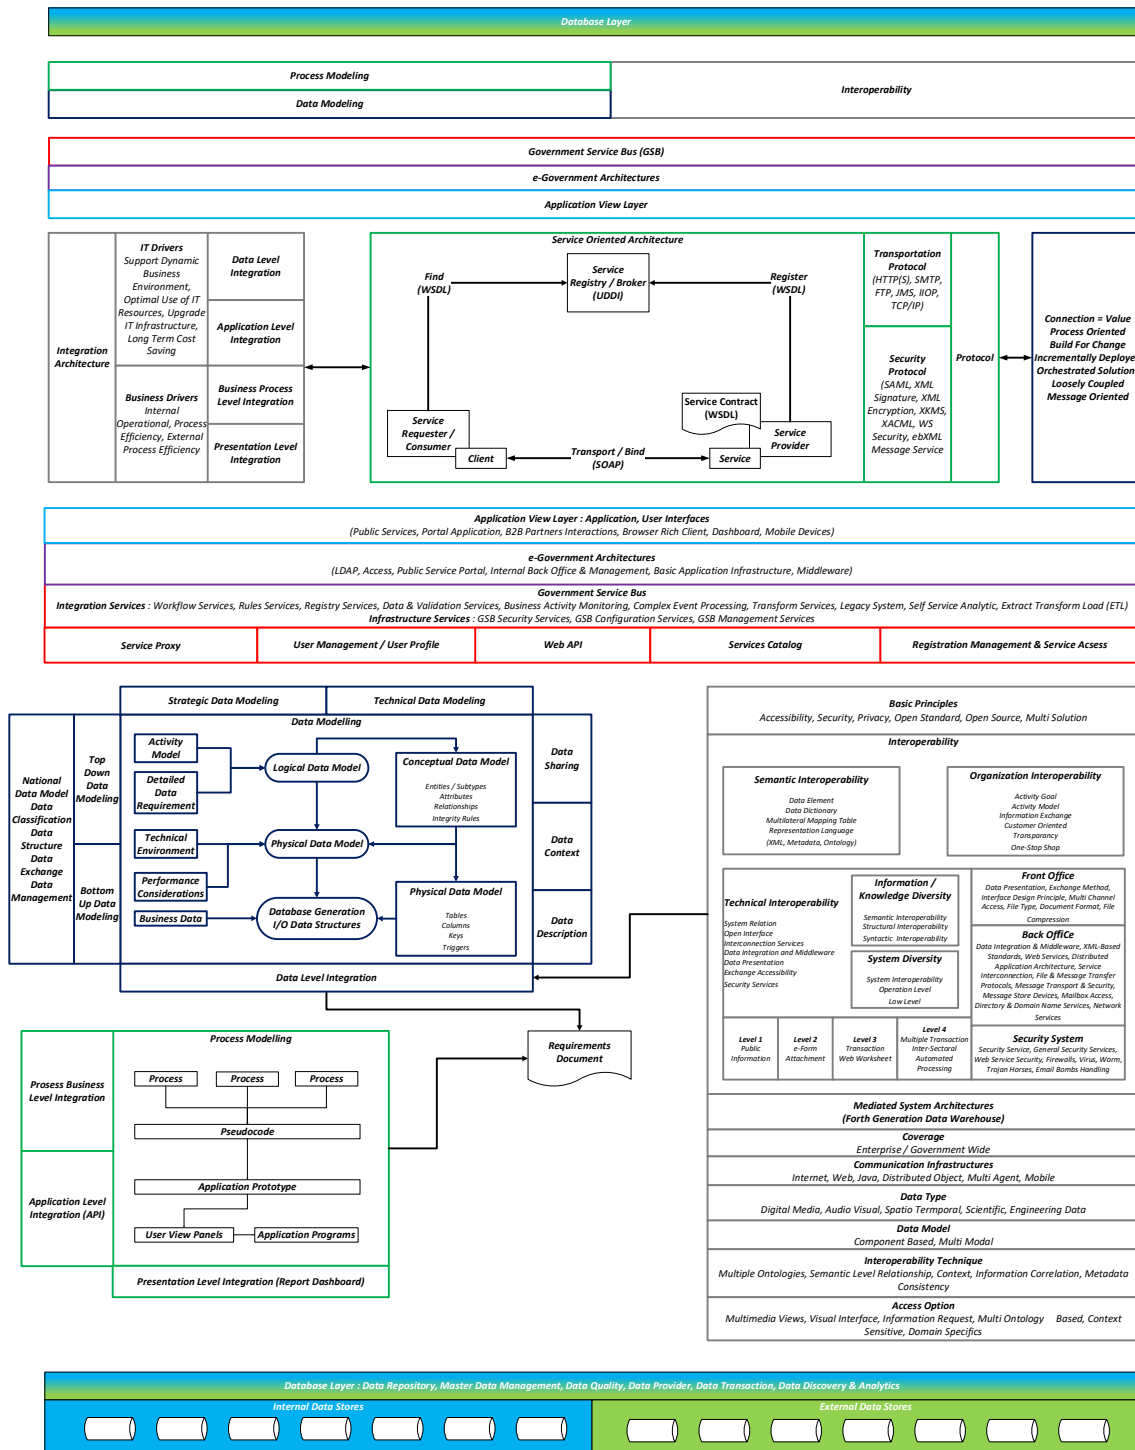 Database Layer
Process Modeling
Data Modeling
Interoperability
Government Service Bus (GSB)
e-Government Architectures
Application View Layer
Integration
Architecture
IT Drivers
Support Dynamic
Business
Environment,
Optimal Use of IT
Resources, Upgrade
IT Infrastructure,
Long Term Cost
Saving
Business Drivers
Internal
Operational, Process
Efficiency, External
Process Efficiency
Data Level
Integration
Application Level
Integration
Business Process
Level Integration
Presentation Level
Integration
Service Oriented Architecture
Find
(WSDL)
Service
Registry / Broker
(UDDI)
Register
(WSDL)
Service
Requester /
Consumer
Client
Transport / Bind
(SOAP)
Service Contract
(WSDL)
Service
Provider
Service
Transportation
Protocol
(HTTP(S), SMTP,
FTP, JMS, IIOP,
TCP/IP)
Security
Protocol
(SAML, XML
Signature, XML
Encryption, XKMS,
XACML, WS
Security, ebXML
Message Service
Protocol
Connection = Value
Process Oriented
Build For Change
Incrementally Deploye
Orchestrated Solution
Loosely Coupled
Message Oriented
Application View Layer : Application, User Interfaces
(Public Services, Portal Application, B2B Partners Interactions, Browser Rich Client, Dashboard, Mobile Devices)
e-Government Architectures
(LDAP, Access, Public Service Portal, Internal Back Office & Management, Basic Application Infrastructure, Middleware)
Government Service Bus
Integration Services : Workflow Services, Rules Services, Registry Services, Data & Validation Services, Business Activity Monitoring, Complex Event Processing, Transform Services, Legacy System, Self Service Analytic, Extract Transform Load (ETL)
Infrastructure Services : GSB Security Services, GSB Configuration Services, GSB Management Services
Service Proxy
User Management / User Profile
Web API
Services Catalog
Registration Management & Service Acsess
Strategic Data Modeling
Technical Data Modeling
National
Data Model
Data
Classification
Data
Structure
Data
Exchange
Data
Management
Top
Down
Data
Modeling
Bottom
Up Data
Modeling
Data Modelling
Activity
Model
Detailed
Data
Requirement
Technical
Environment
Performance
Considerations
Business Data
Logical Data Model
Physical Data Model
Database Generation
I/O Data Structures
Conceptual Data Model
Entities / Subtypes
Attributes
Relationships
Integrity Rules
Physical Data Model
Tables
Columns
Keys
Triggers
Data
Sharing
Data
Context
Data
Description
Data Level Integration
Basic Principles
Accessibility, Security, Privacy, Open Standard, Open Source, Multi Solution
Interoperability
Semantic Interoperability
Data Element
Data Dictionary
Multilateral Mapping Table
Representation Language
(XML, Metadata, Ontology)
Organization Interoperability
Activity Goal
Activity Model
Information Exchange
Customer Oriented
Transparancy
One-Stop Shop
Technical Interoperability
System Relation
Open Interface
Interconnection Services
Data Integration and Middleware
Data Presentation
Exchange Accessibility
Security Services
Information /
Knowledge Diversity
Semantic Interoperability
Structural Interoperability
Synctactic Interoperability
System Diversity
System Interoperability
Operation Level
Low Level
Front Office
Data Presentation, Exchange Method,
Interface Design Principle, Multi Channel
Access, File Type, Document Format, File
Compression
Back OffiCe
Data Integration & Middleware, XML-Based
Standards, Web Services, Distributed
Application Architecture, Service
Interconnection, File & Message Transfer
Protocols, Message Transport & Security,
Message Store Devices, Mailbox Access,
Directory & Domain Name Services, Network
Services
Level 1
Public
Information
Level 2
e-Form
Attachment
Level 3
Transaction
Web Worksheet
Level 4
Multiple Transaction
Inter-Sectoral
Automated
Processing
Security System
Security Service, General Security Services,
Web Service Security, Firewalls, Virus, Worm,
Trojan Horses, Email Bombs Handling
Mediated System Architectures
(Forth Generation Data Warehouse)
Coverage
Enterprise / Government Wide
Communication Infrastructures
Internet, Web, Java, Distributed Object, Multi Agent, Mobile
Data Type
Digital Media, Audio Visual, Spatio Termporal, Scientific, Engineering Data
Data Model
Component Based, Multi Modal
Interoperability Technique
Multiple Ontologies, Semantic Level Relationship, Context, Information Correlation, Metadata
Consistency
Access Option
Multimedia Views, Visual Interface, Information Request, Multi Ontology Based, Context
Sensitive, Domain Specifics
Requirements
Document
Prosess Business
Level Integration
Application Level
Integration (API)
Process Modelling
Process
Process
Process
Pseudocode
Application Prototype
User View Panels
Application Programs
Presentation Level Integration (Report Dashboard)
Database Layer : Data Repository, Master Data Management, Data Quality, Data Provider, Data Transaction, Data Discovery & Analytics
Internal Data Stores
External Data Stores